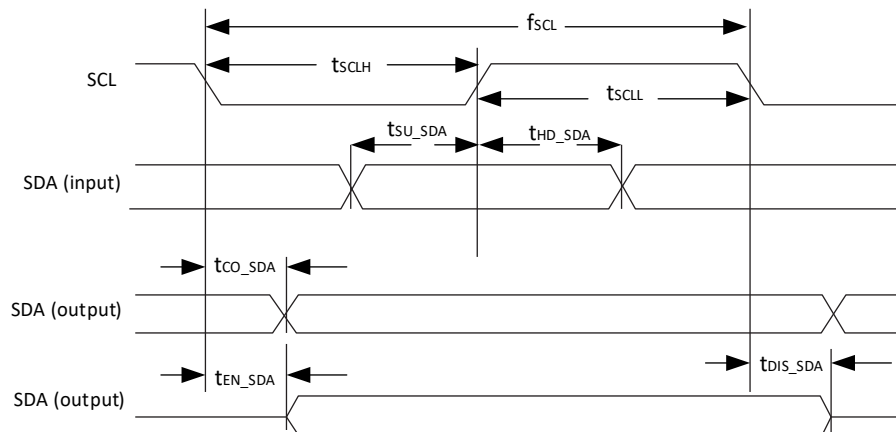 fSCL
SCL
tSCLH
tSCLL
tSU_SDA
tHD_SDA
SDA (input)
tCO_SDA
SDA (output)
tEN_SDA
tDIS_SDA
SDA (output)